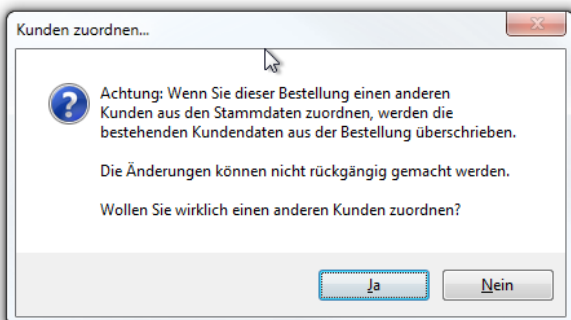 Kunden zuordnen...
Achtung: Wenn Sie dieser Bestellung einen anderen
Kunden aus den Stammdaten zuordnen, werden die
bestehenden Kundendaten aus der Bestellung überschrieben.
Die Änderungen können nicht rückgängig gemacht werden.
Wollen Sie wirklich einen anderen Kunden zuordnen?
Ja
Nein